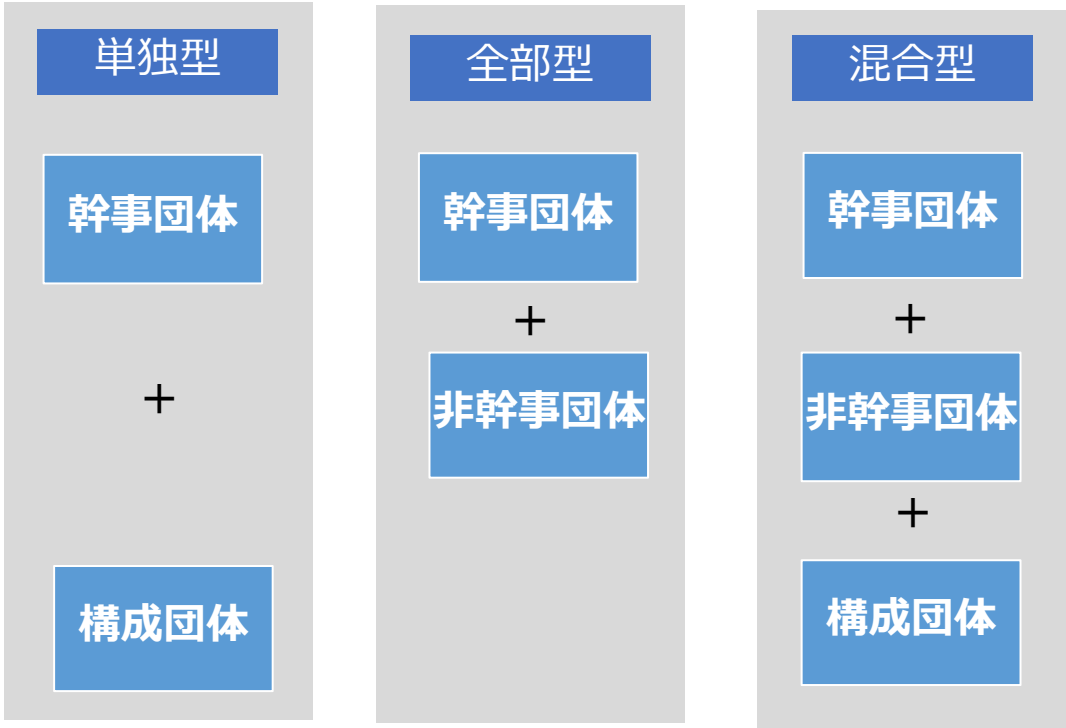 単独型
幹事団体
+
構成団体
全部型
幹事団体
+
非幹事団体
混合型
幹事団体
+
非幹事団体
+
構成団体